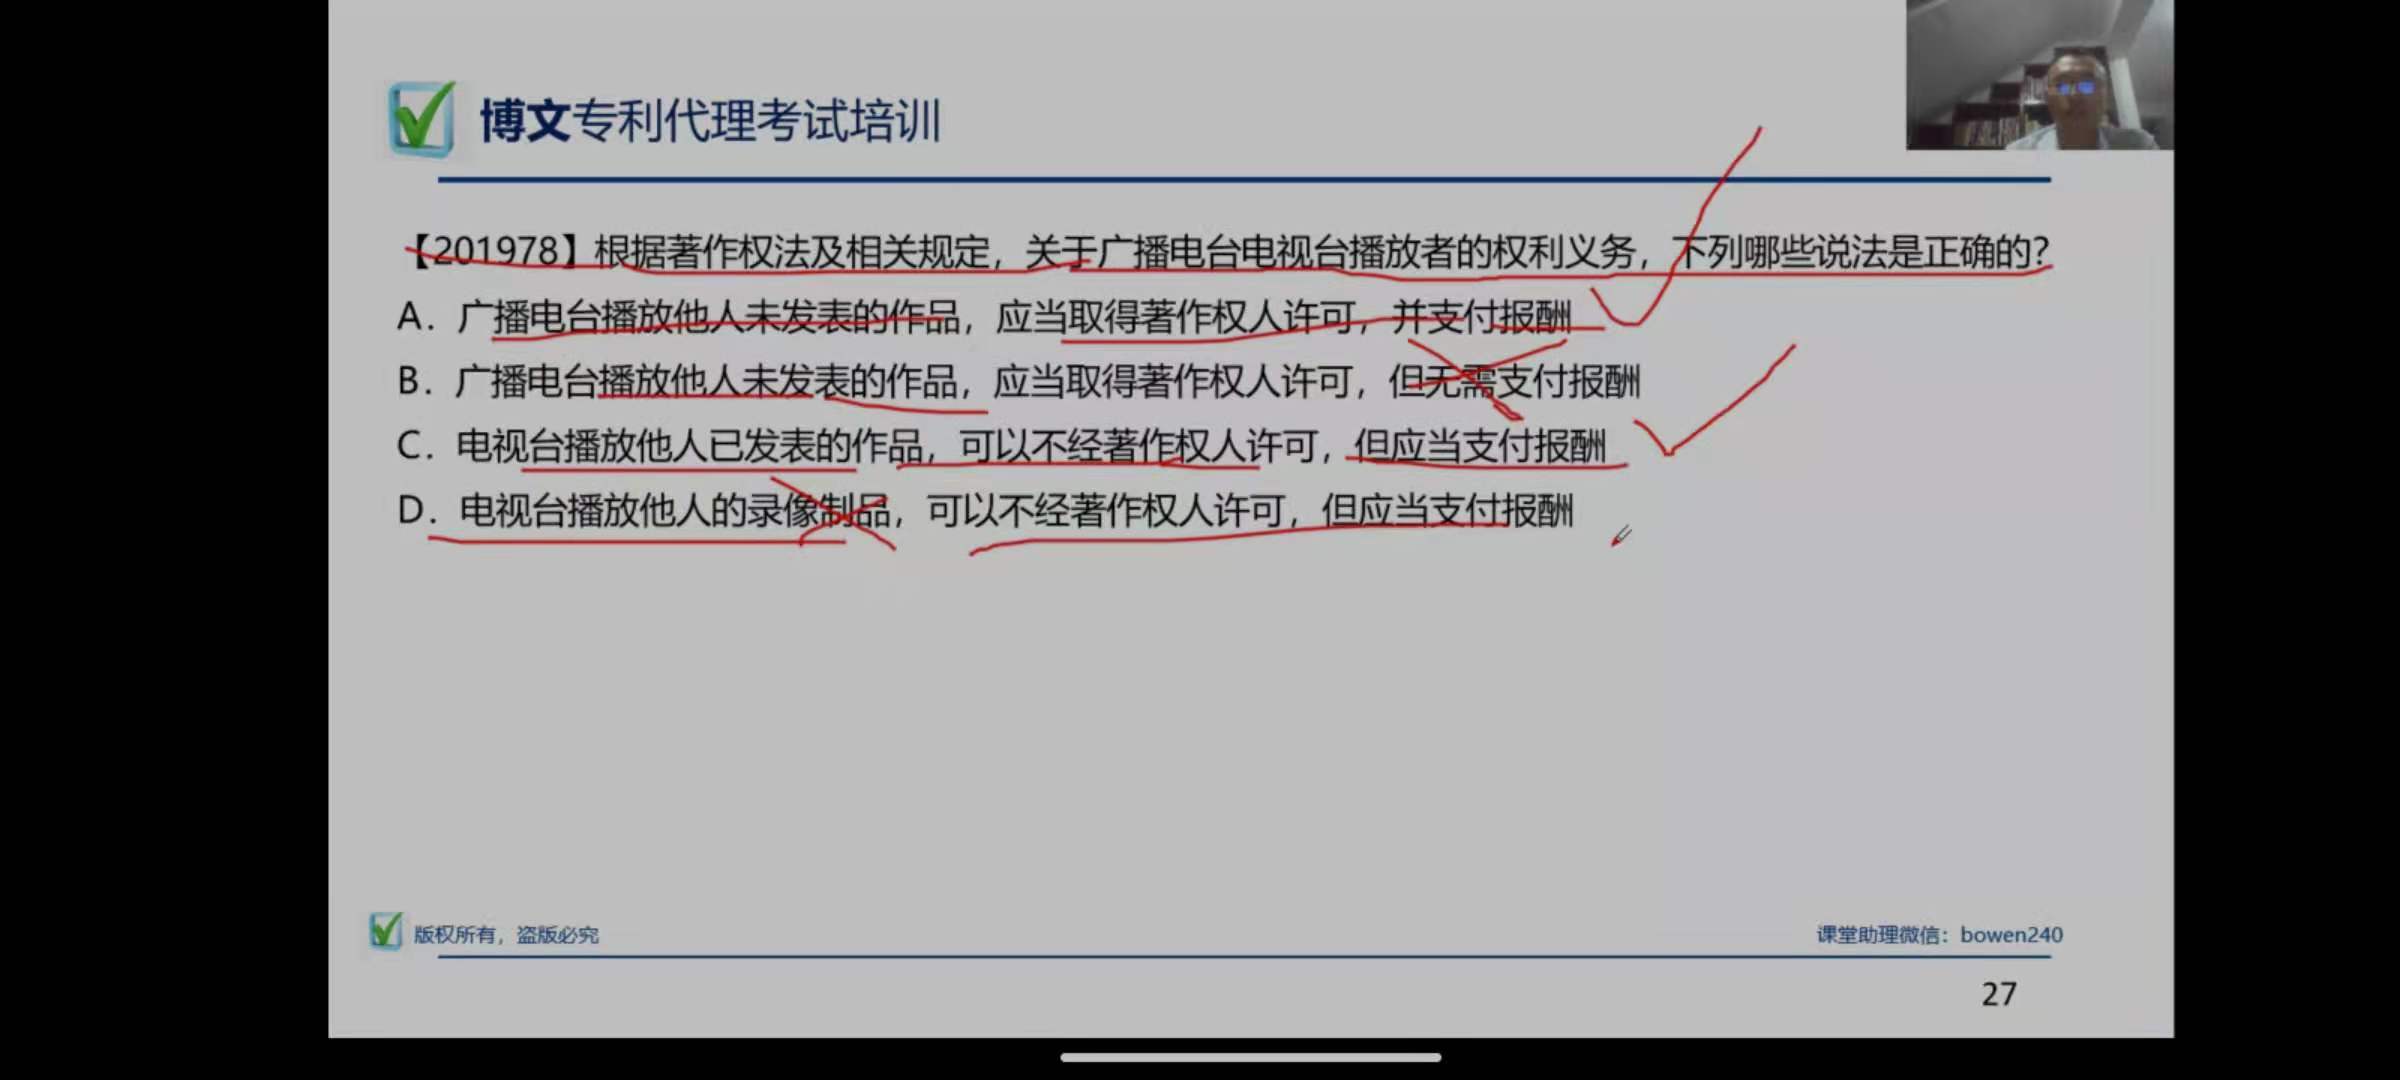 博文专利代理考试培训
【201978】根据著作权法及相关规定，关于广播电台电视台播放者的权利义务，下列哪些说法是正确的？
A．广播电台播放他人未发表的作品，应当取得著作权人许可，并支付报酬
B．广播电台播放他人未发表的作品，应当取得著作权人许可，但无需支付报酬
C．电视台播放他人已发表的作品，可以不经著作权人许可，但应当支付报酬
D．电视台播放他人的录像制品，可以不经著作权人许可，但应当支付报酬
版权所有，盗版必究
课堂助理微信：bowen240
27